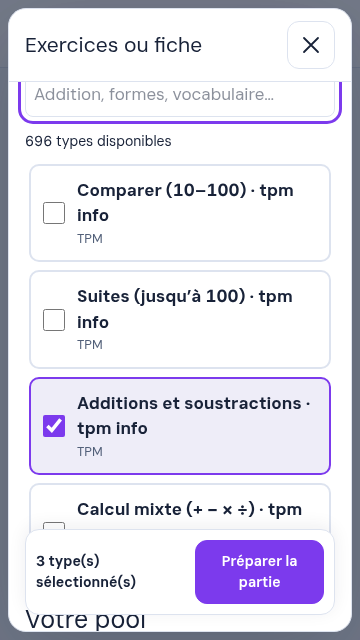 Exercices ou fiche
Addition, formes, vocabulaire...
696 types disponibles
Comparer (10–100) · tpm
info
TPM
Suites (jusqu'à 100) · tpm
info
TPM
Additions et soustractions ·
tpm info
TPM
Calcul mixte (+ − × ÷) · tpm
3 type(s)
sélectionné(s)
Préparer la
partie
Votre pool